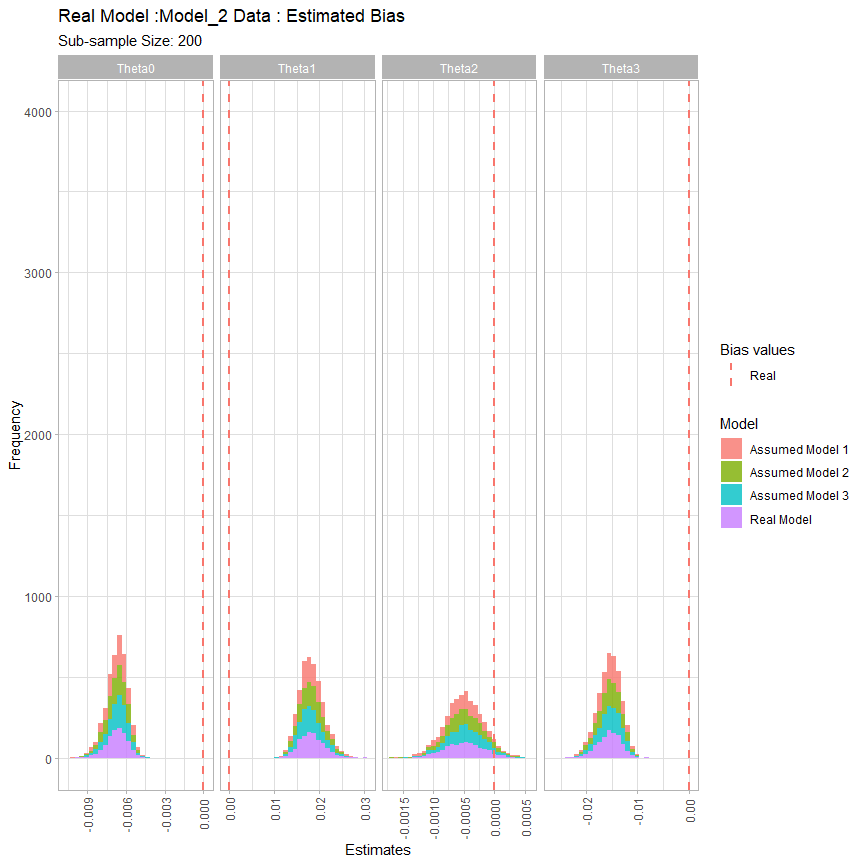 Real Model :Model_2 Data : Estimated Bias
Sub-sample Size: 200
Theta0 Theta1 Theta2 Theta3
4000
3000
2000
1000
0
Frequency
-0.009 -0.006 -0.003 0.000
0.00 0.01 0.02 0.03
-0.0015 -0.0010 -0.0005 0.0000 0.0005
-0.02 -0.01 0.00
Estimates
Bias values
Real
Model
Assumed Model 1
Assumed Model 2
Assumed Model 3
Real Model